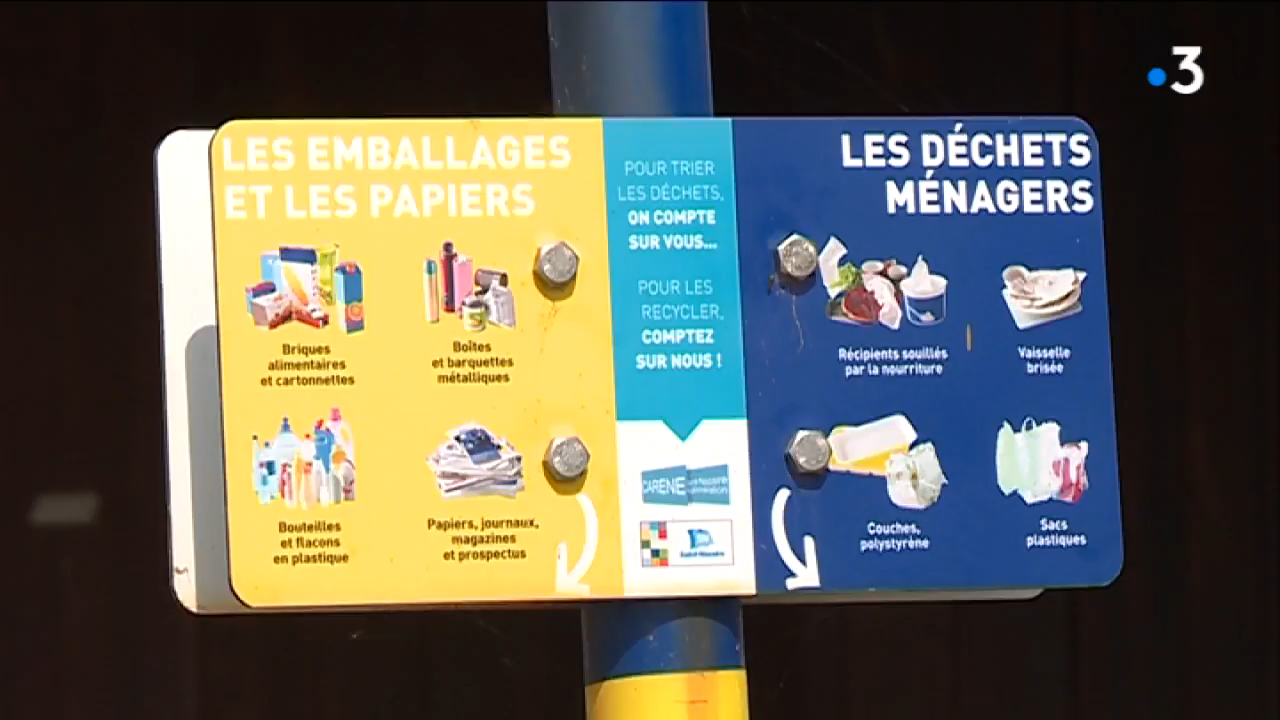 3
LES EMBALLAGES
ET LES PAPIERS
Briques
alimentaires
et cartonnettes
Boîtes
et barquettes
métalliques
Bouteilles
et flacons
en plastique
Papiers, journaux,
magazines
et prospectus
POUR TRIER
LES DÉCHETS,
ON COMPTE
SUR VOUS...
POUR LES
RECYCLER,
COMPTEZ
SUR NOUS !
CARENE
Saint-Nazaire
LES DÉCHETS
MÉNAGERS
Récipients souillés
par la nourriture
Vaisselle
brisée
Couches,
polystyrène
Sacs
plastiques